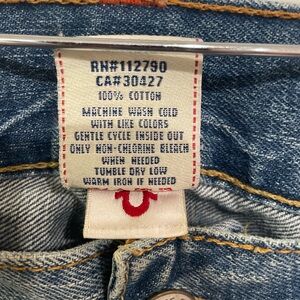 RN#112790
CA#30427
100% COTTON
MACHINE WASH COLD
WITH LIKE COLORS
GENTLE CYCLE INSIDE OUT
ONLY NON-CHLORINE BLEACH
WHEN NEEDED
TUMBLE DRY LOW
WARM IRON IF NEEDED